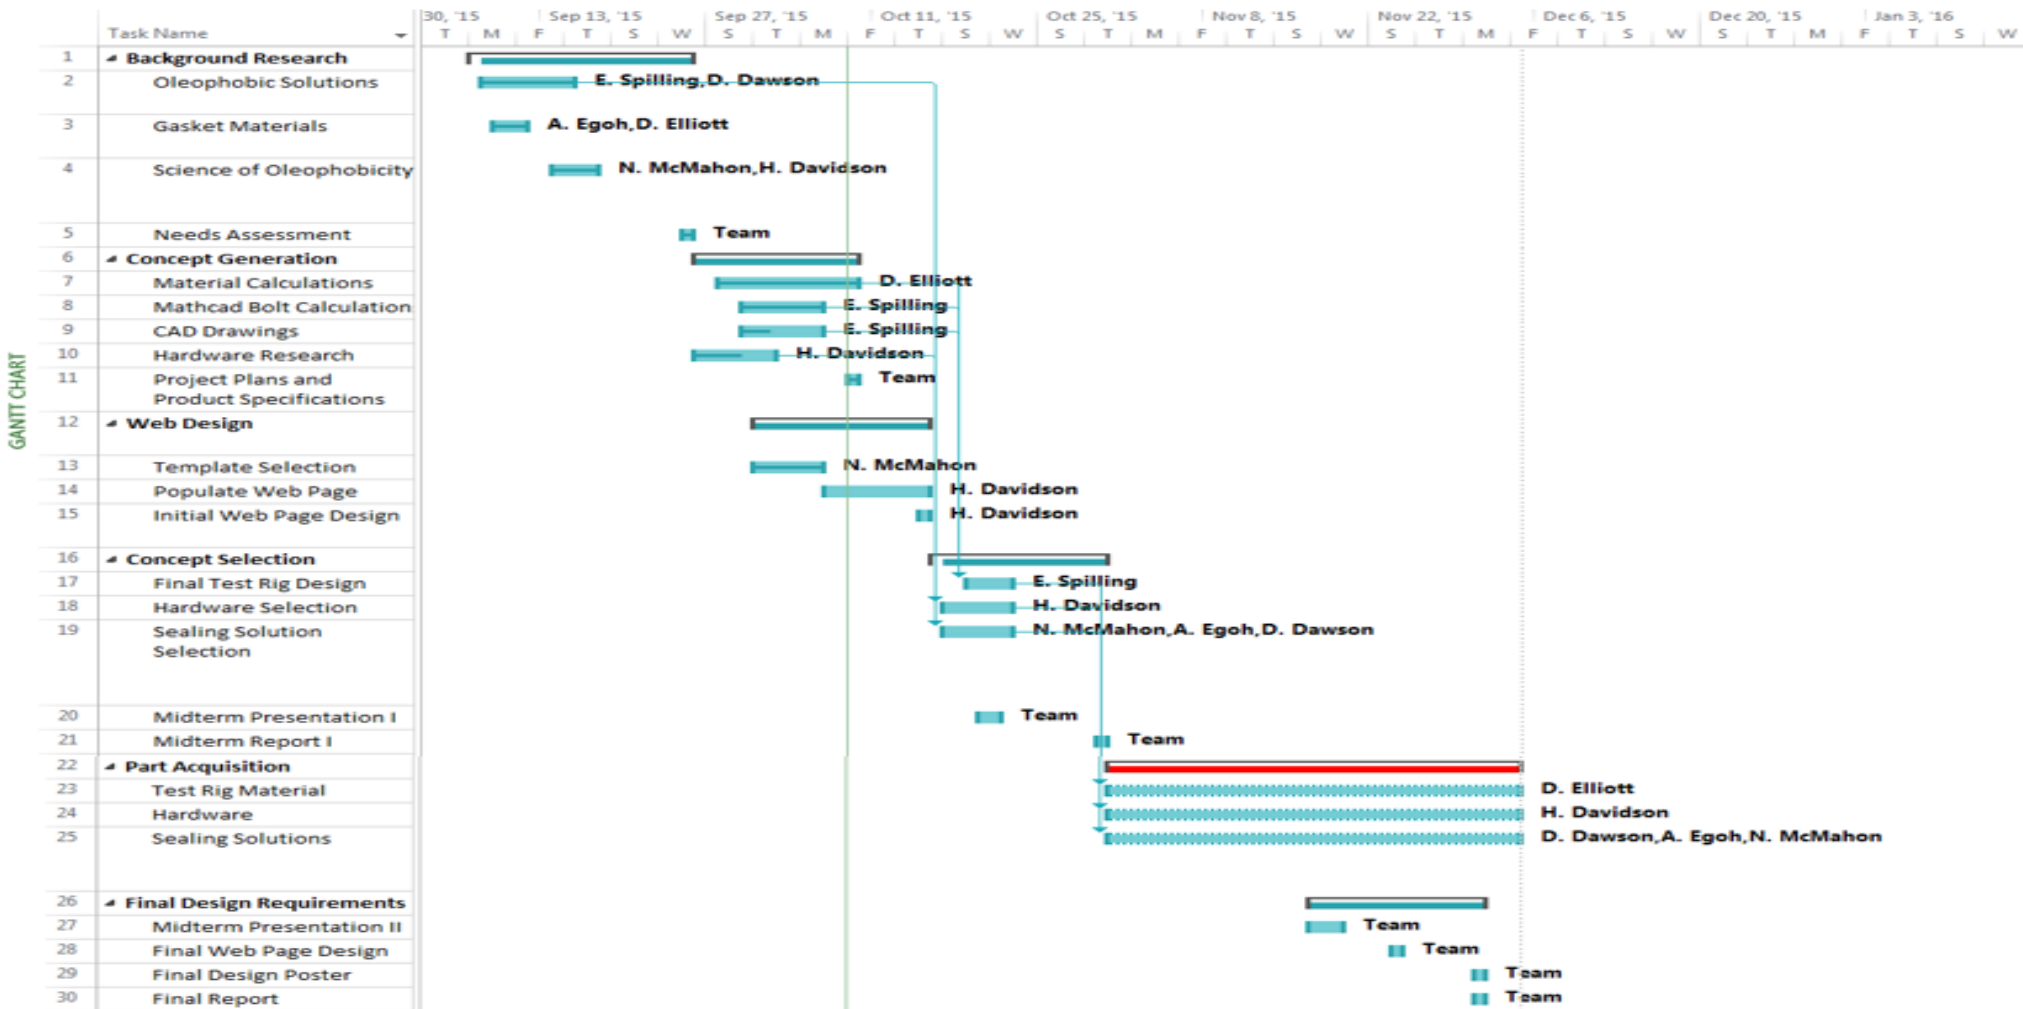 30, '15 Sep 13, '15 Sep 27, '15 Oct 11, '15 Oct 25, '15 Nov 8, '15 Nov 22, '15 Dec 6, '15 Dec 20, '15 Jan 3, '16
Task Name T M F T S W S T M F T W S T M F T S W S T M F T S W S T M F T S W
GANTT CHART
1 Background Research
2 Oleophobic Solutions E. Spilling,D. Dawson
3 Gasket Materials A. Egoh,D. Elliott
4 Science of Oleophobicity N. McMahon,H. Davidson
5 Needs Assessment Team
6 Concept Generation
7 Material Calculations D. Elliott
8 Mathcad Bolt Calculation E. Spilling
9 CAD Drawings E. Spilling
10 Hardware Research H. Davidson
11 Project Plans and Team
Product Specifications
12 Web Design
13 Template Selection N. McMahon
14 Populate Web Page H. Davidson
15 Initial Web Page Design H. Davidson
16 Concept Selection
17 Final Test Rig Design E. Spilling
18 Hardware Selection H. Davidson
19 Sealing Solution N. McMahon,A. Egoh,D. Dawson
Selection
20 Midterm Presentation I Team
21 Midterm Report I Team
22 Part Acquisition
23 Test Rig Material D. Elliott
24 Hardware H. Davidson
25 Sealing Solutions D. Dawson,A. Egoh,N. McMahon
26 Final Design Requirements
27 Midterm Presentation II Team
28 Final Web Page Design Team
29 Final Design Poster Team
30 Final Report Team